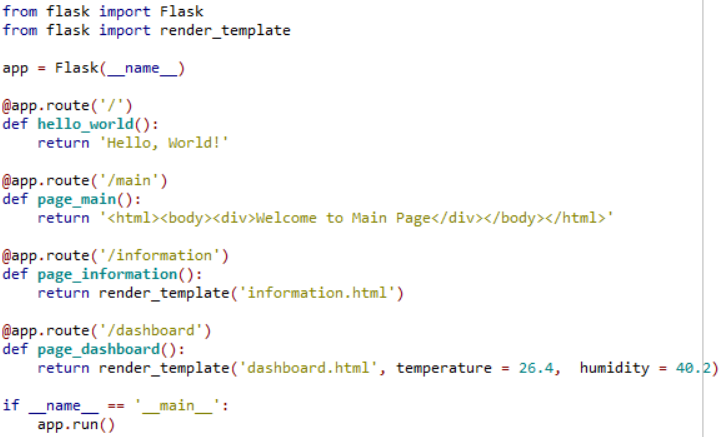 from flask import Flask
from flask import render_template
app = Flask(__name__)
@app.route('/')
def hello_world():
    return 'Hello, World!'
@app.route('/main')
def page_main():
    return '<html><body><div>Welcome to Main Page</div></body></html>'
@app.route('/information')
def page_information():
    return render_template('information.html')
@app.route('/dashboard')
def page_dashboard():
    return render_template('dashboard.html', temperature = 26.4,  humidity = 40.2)
if __name__ == '__main__':
    app.run()